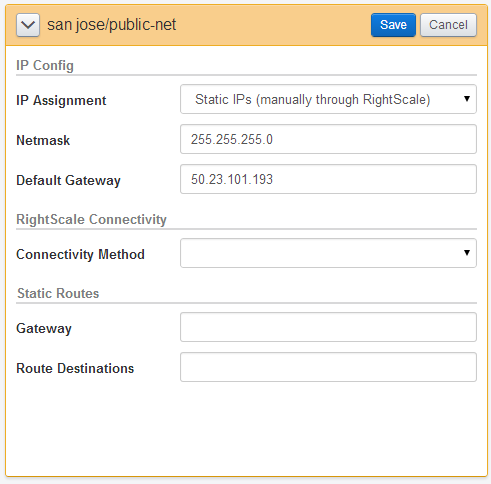 san jose/public-net Save Cancel
IP Config
IP Assignment Static IPs (manually through RightScale)
Netmask 255.255.255.0
Default Gateway 50.23.101.193
RightScale Connectivity
Connectivity Method
Static Routes
Gateway
Route Destinations